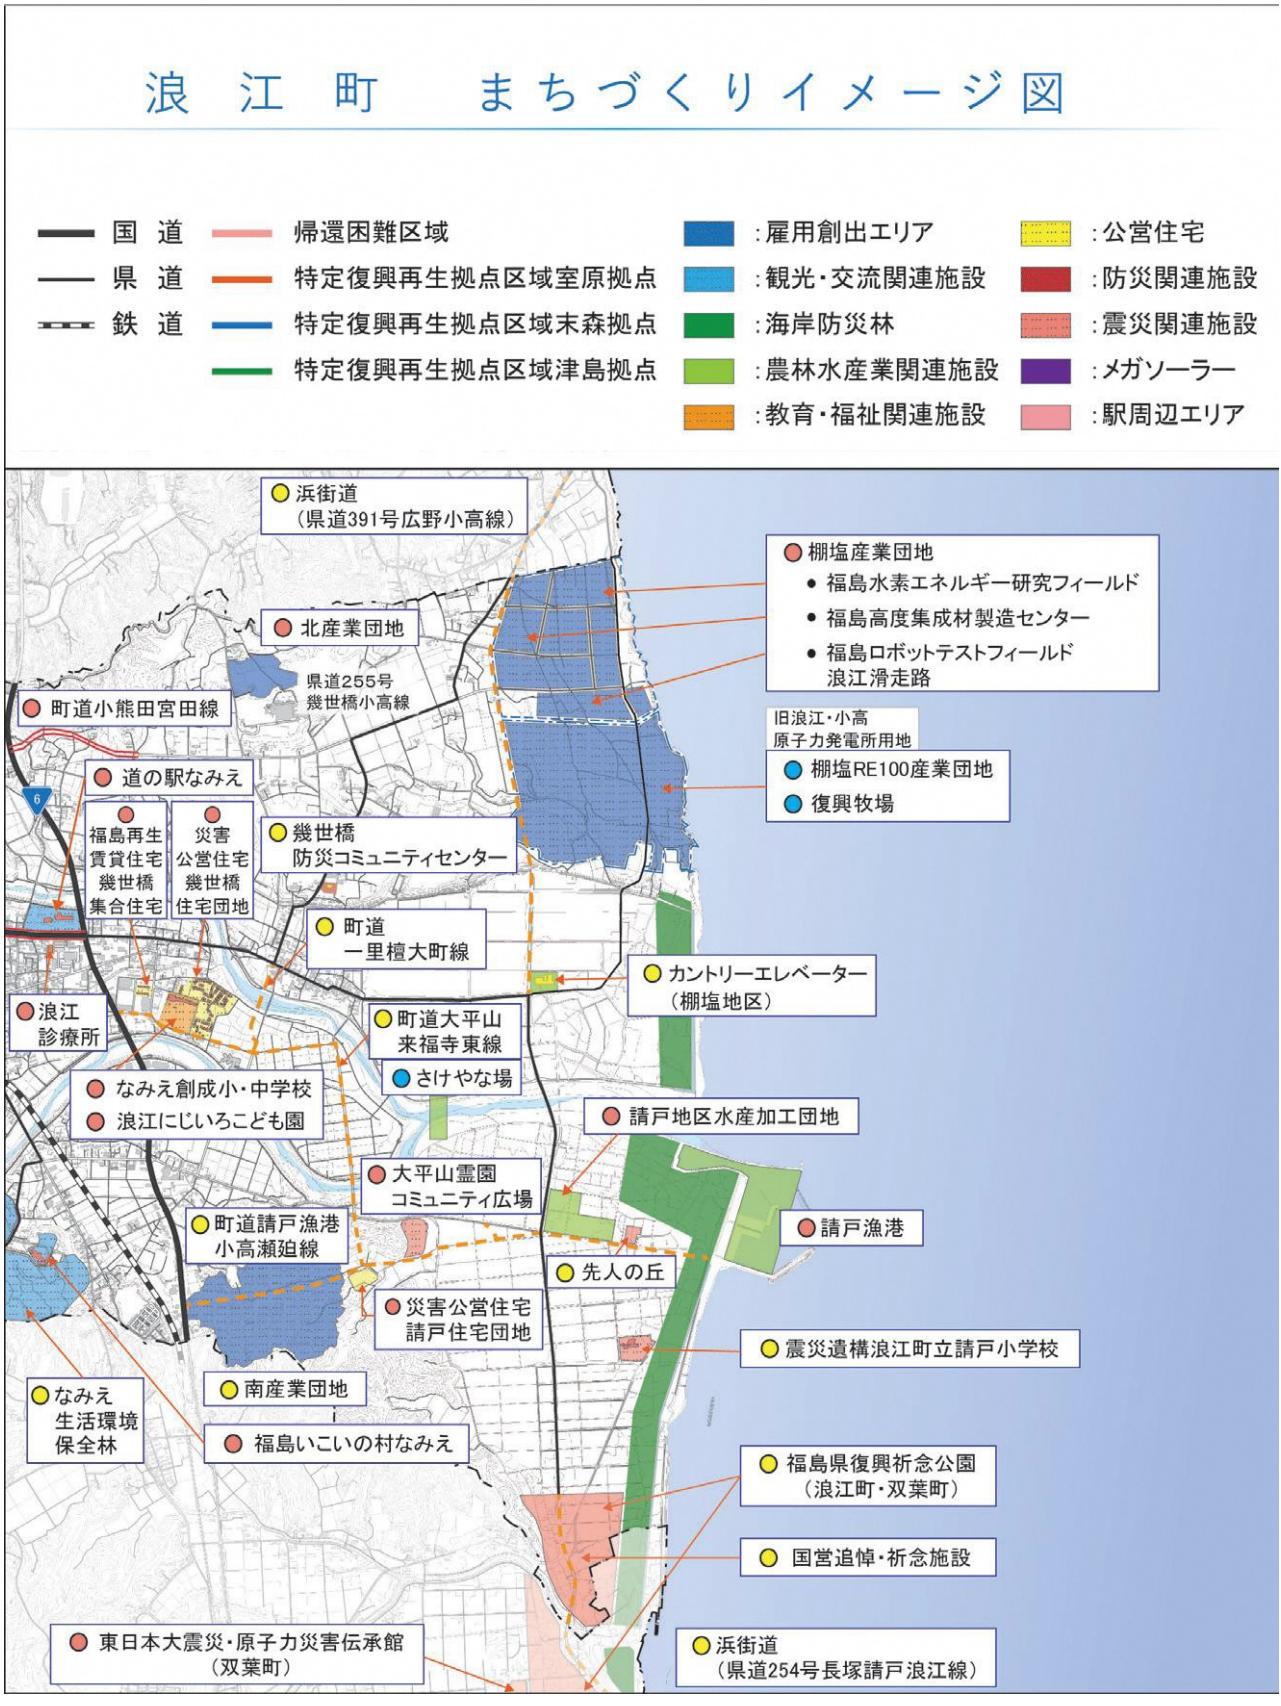 浪江町 まちづくりイメージ図
国道
県道
鉄道
帰還困難区域
特定復興再生拠点区域室原拠点
特定復興再生拠点区域末森拠点
特定復興再生拠点区域津島拠点
:雇用創出エリア
:観光・交流関連施設
:海岸防災林
:農林水産業関連施設
:教育・福祉関連施設
:公営住宅
:防災関連施設
:震災関連施設
:メガソーラー
:駅周辺エリア
浜街道
(県道391号広野小高線)
棚塩産業団地
• 福島水素エネルギー研究フィールド
• 福島高度集成材製造センター
• 福島ロボットテストフィールド
浪江滑走路
北産業団地
県道255号
幾世橋小高線
町道小熊田宮田線
旧浪江・小高
原子力発電所用地
棚塩RE100産業団地
復興牧場
道の駅なみえ
6
福島再生
賃貸住宅
幾世橋
集合住宅
災害
公営住宅
幾世橋
住宅団地
幾世橋
防災コミュニティセンター
町道
一里檀大町線
カントリーエレベーター
(棚塩地区)
浪江
診療所
町道大平山
来福寺東線
さけやな場
なみえ創成小・中学校
浪江にじいろこども園
請戸地区水産加工団地
大平山霊園
コミュニティ広場
町道請戸漁港
小高瀬廹線
請戸漁港
先人の丘
災害公営住宅
請戸住宅団地
震災遺構浪江町立請戸小学校
南産業団地
なみえ
生活環境
保全林
福島いこいの村なみえ
福島県復興祈念公園
(浪江町・双葉町)
国営追悼・祈念施設
東日本大震災・原子力災害伝承館
(双葉町)
浜街道
(県道254号長塚請戸浪江線)